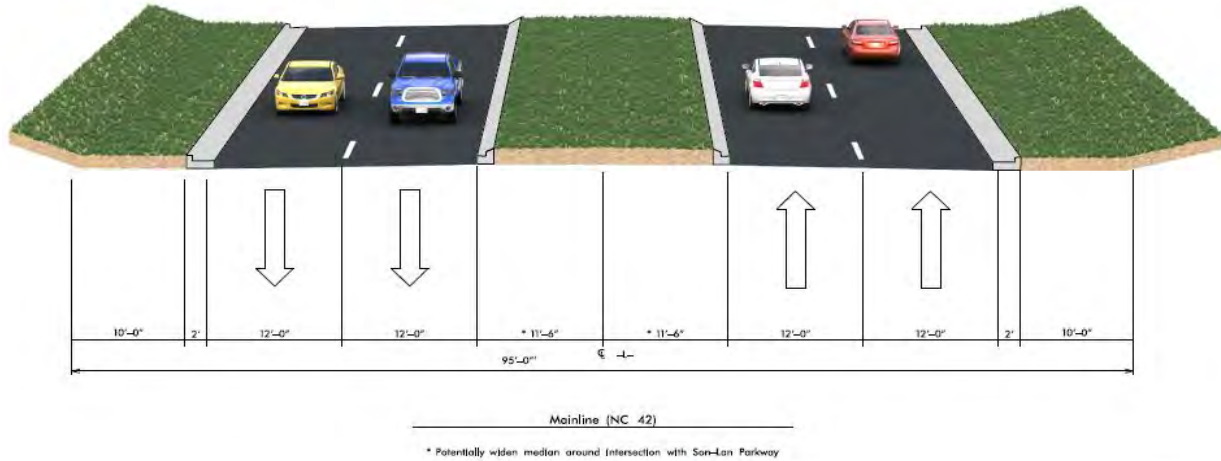 10'-0" 2' 12'-0" 12'-0" * 11'-6" * 11'-6" 12'-0" 12'-0" 2' 10'-0"
℄ -L-
95'-0"
Mainline (NC 42)
* Potentially widen median around intersection with Son-Lan Parkway